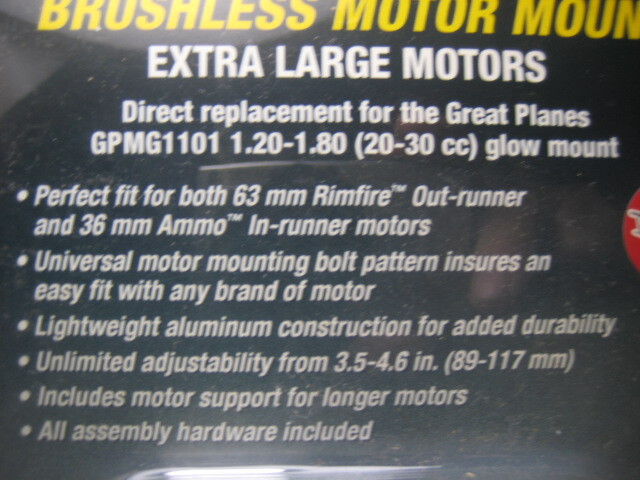 BRUSHLESS MOTOR MOUN
EXTRA LARGE MOTORS
Direct replacement for the Great Planes
GPMG1101 1.20-1.80 (20-30 cc) glow mount
• Perfect fit for both 63 mm Rimfire™ Out-runner
and 36 mm Ammo™ In-runner motors
• Universal motor mounting bolt pattern insures an
easy fit with any brand of motor
• Lightweight aluminum construction for added durability
• Unlimited adjustability from 3.5-4.6 in. (89-117 mm)
• Includes motor support for longer motors
• All assembly hardware included